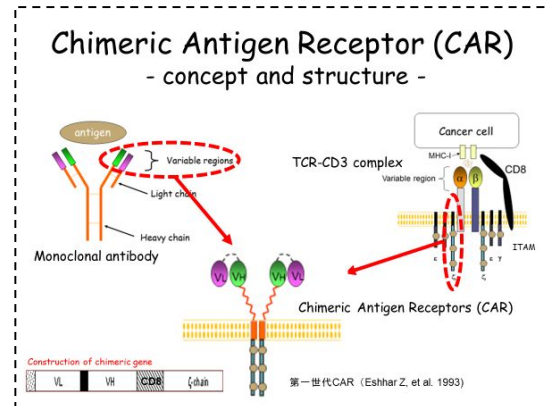 Chimeric Antigen Receptor (CAR)
- concept and structure -
antigen
Variable regions
Light chain
Heavy chain
Monoclonal antibody
Cancer cell
MHC-I
TCR-CD3 complex
CD8
Variable region
α
β
ITAM
ε
ζ
ε
γ
ζ
VL
VH
VH
VL
Chimeric Antigen Receptors (CAR)
Construction of chimeric gene
VL
VH
CD8
ζ-chain
第一世代CAR（Eshhar Z, et al. 1993)